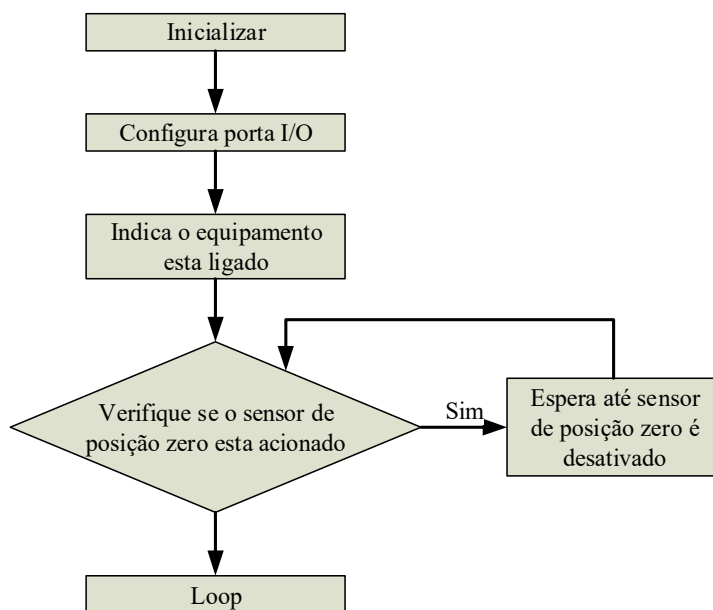 Inicializar
Configura porta I/O
Indica o equipamento
esta ligado
Verifique se o sensor de
posição zero esta acionado
Sim
Espera até sensor
de posição zero é
desativado
Loop